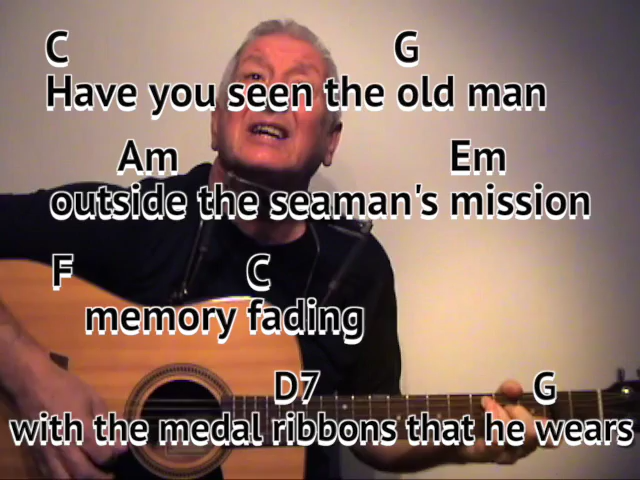 C G
Have you seen the old man
Am Em
outside the seaman's mission
F C
memory fading
D7 G
with the medal ribbons that he wears